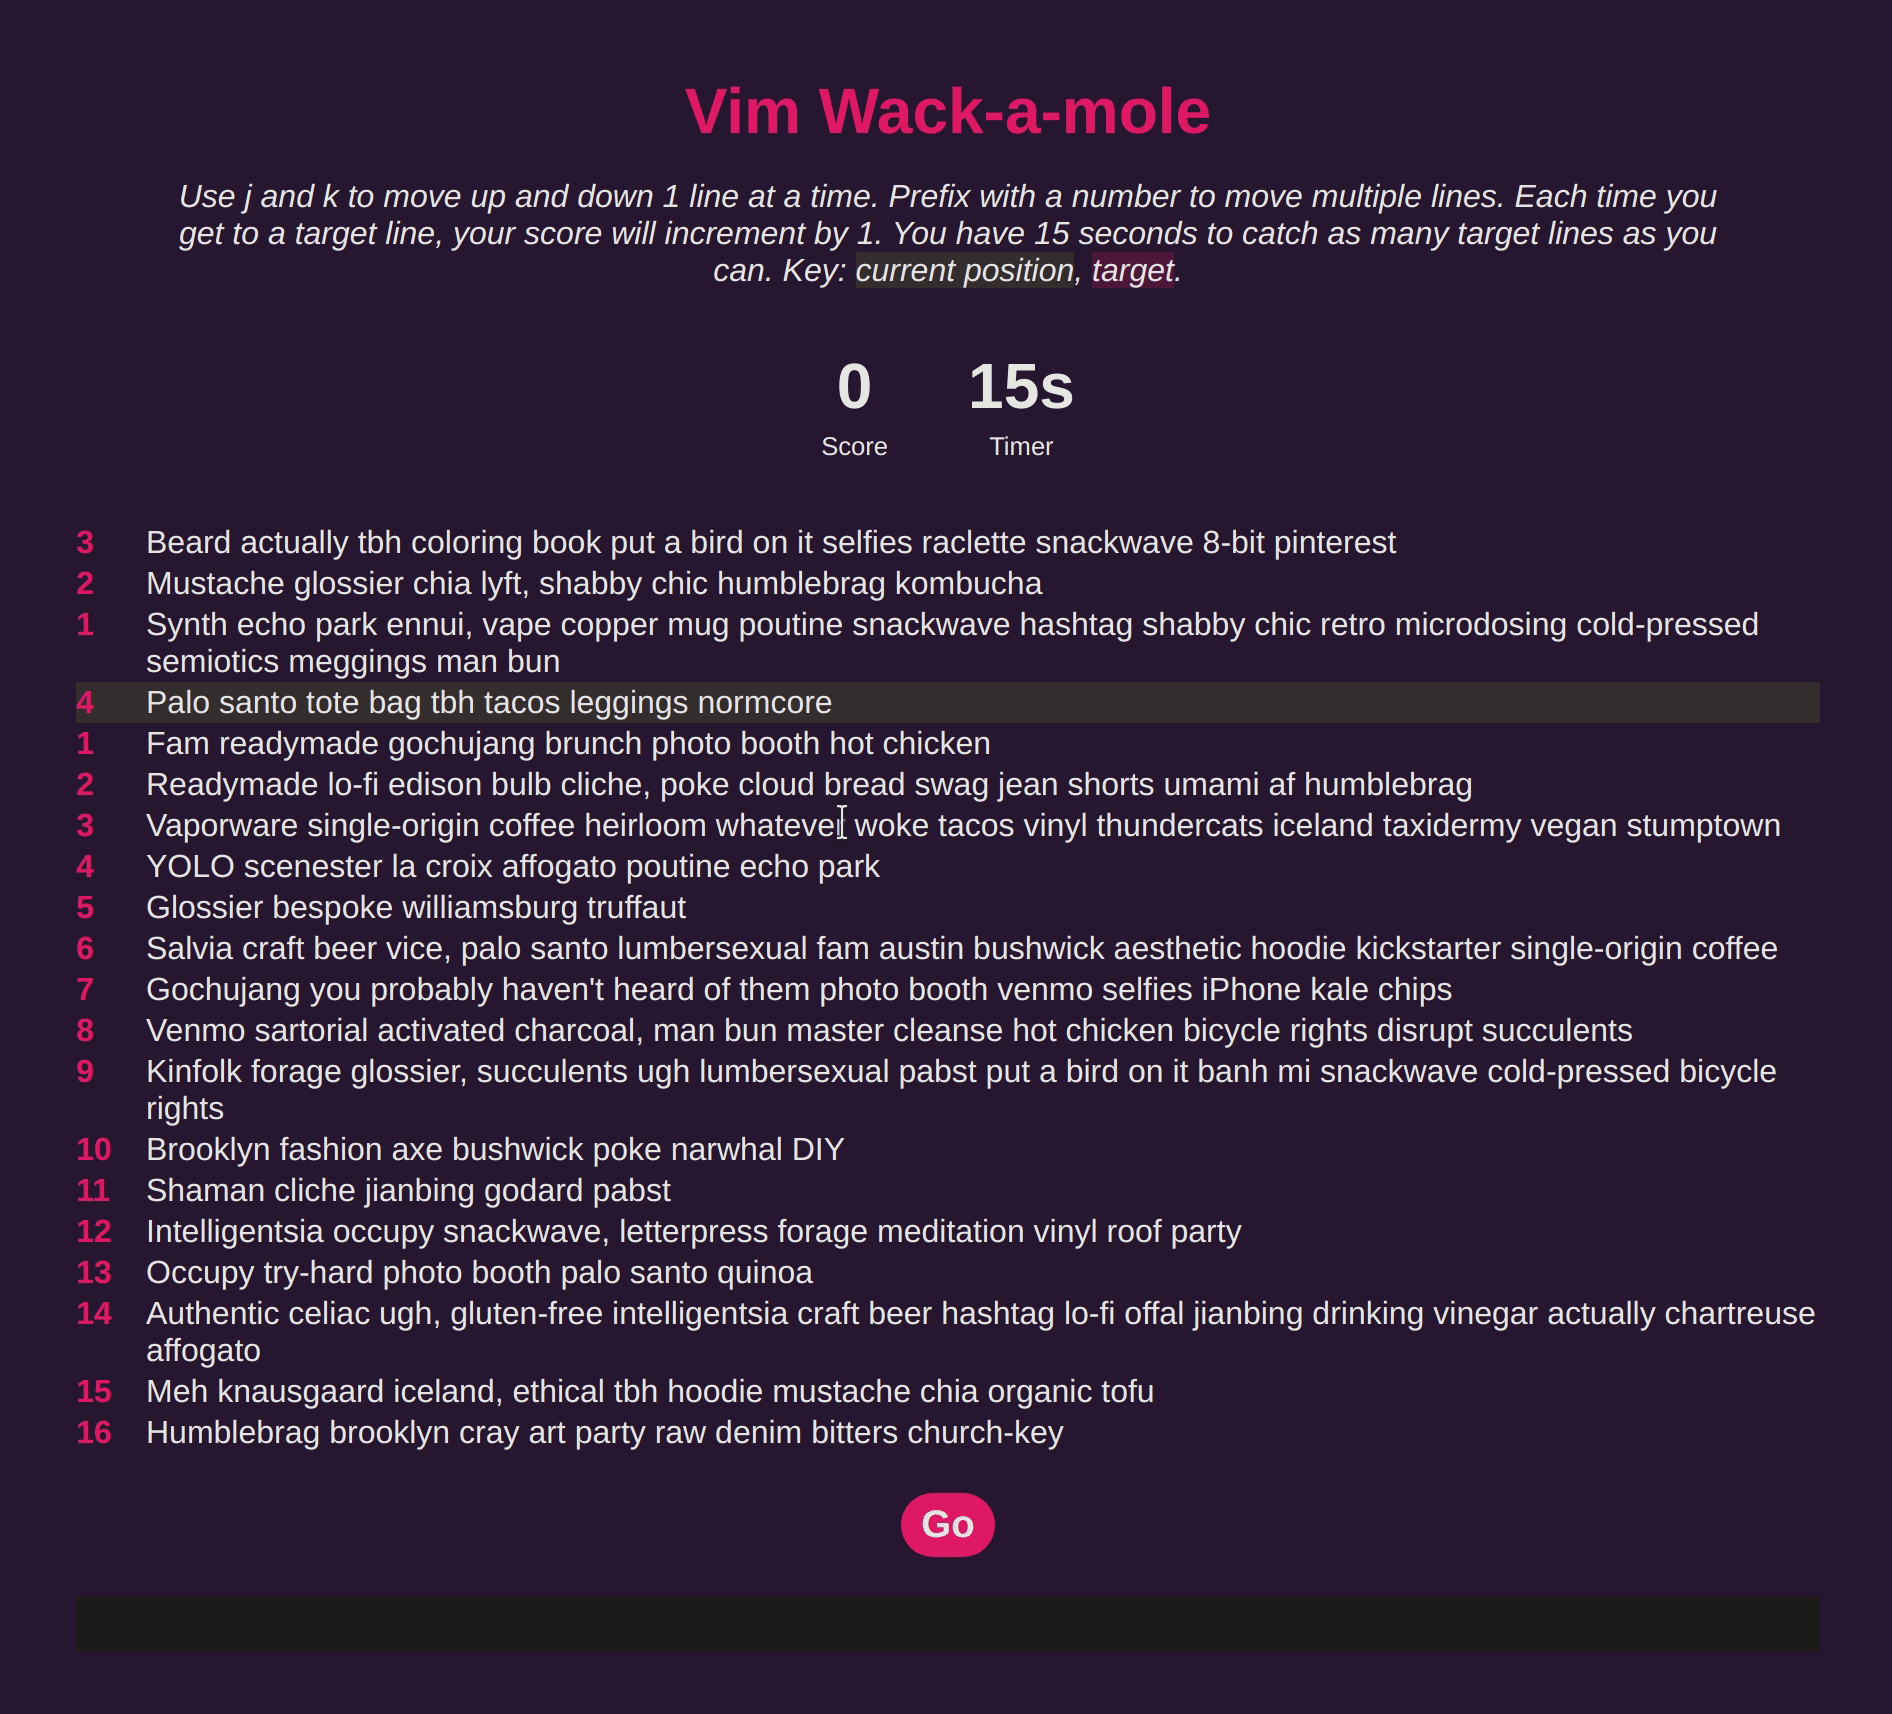 Vim Wack-a-mole
Use j and k to move up and down 1 line at a time. Prefix with a number to move multiple lines. Each time you
get to a target line, your score will increment by 1. You have 15 seconds to catch as many target lines as you
can. Key: current position, target.
0 15s
Score Timer
3 Beard actually tbh coloring book put a bird on it selfies raclette snackwave 8-bit pinterest
2 Mustache glossier chia lyft, shabby chic humblebrag kombucha
1 Synth echo park ennui, vape copper mug poutine snackwave hashtag shabby chic retro microdosing cold-pressed
semiotics meggings man bun
4 Palo santo tote bag tbh tacos leggings normcore
1 Fam readymade gochujang brunch photo booth hot chicken
2 Readymade lo-fi edison bulb cliche, poke cloud bread swag jean shorts umami af humblebrag
3 Vaporware single-origin coffee heirloom whatever woke tacos vinyl thundercats iceland taxidermy vegan stumptown
4 YOLO scenester la croix affogato poutine echo park
5 Glossier bespoke williamsburg truffaut
6 Salvia craft beer vice, palo santo lumbersexual fam austin bushwick aesthetic hoodie kickstarter single-origin coffee
7 Gochujang you probably haven't heard of them photo booth venmo selfies iPhone kale chips
8 Venmo sartorial activated charcoal, man bun master cleanse hot chicken bicycle rights disrupt succulents
9 Kinfolk forage glossier, succulents ugh lumbersexual pabst put a bird on it banh mi snackwave cold-pressed bicycle
rights
10 Brooklyn fashion axe bushwick poke narwhal DIY
11 Shaman cliche jianbing godard pabst
12 Intelligentsia occupy snackwave, letterpress forage meditation vinyl roof party
13 Occupy try-hard photo booth palo santo quinoa
14 Authentic celiac ugh, gluten-free intelligentsia craft beer hashtag lo-fi offal jianbing drinking vinegar actually chartreuse
affogato
15 Meh knausgaard iceland, ethical tbh hoodie mustache chia organic tofu
16 Humblebrag brooklyn cray art party raw denim bitters church-key
Go